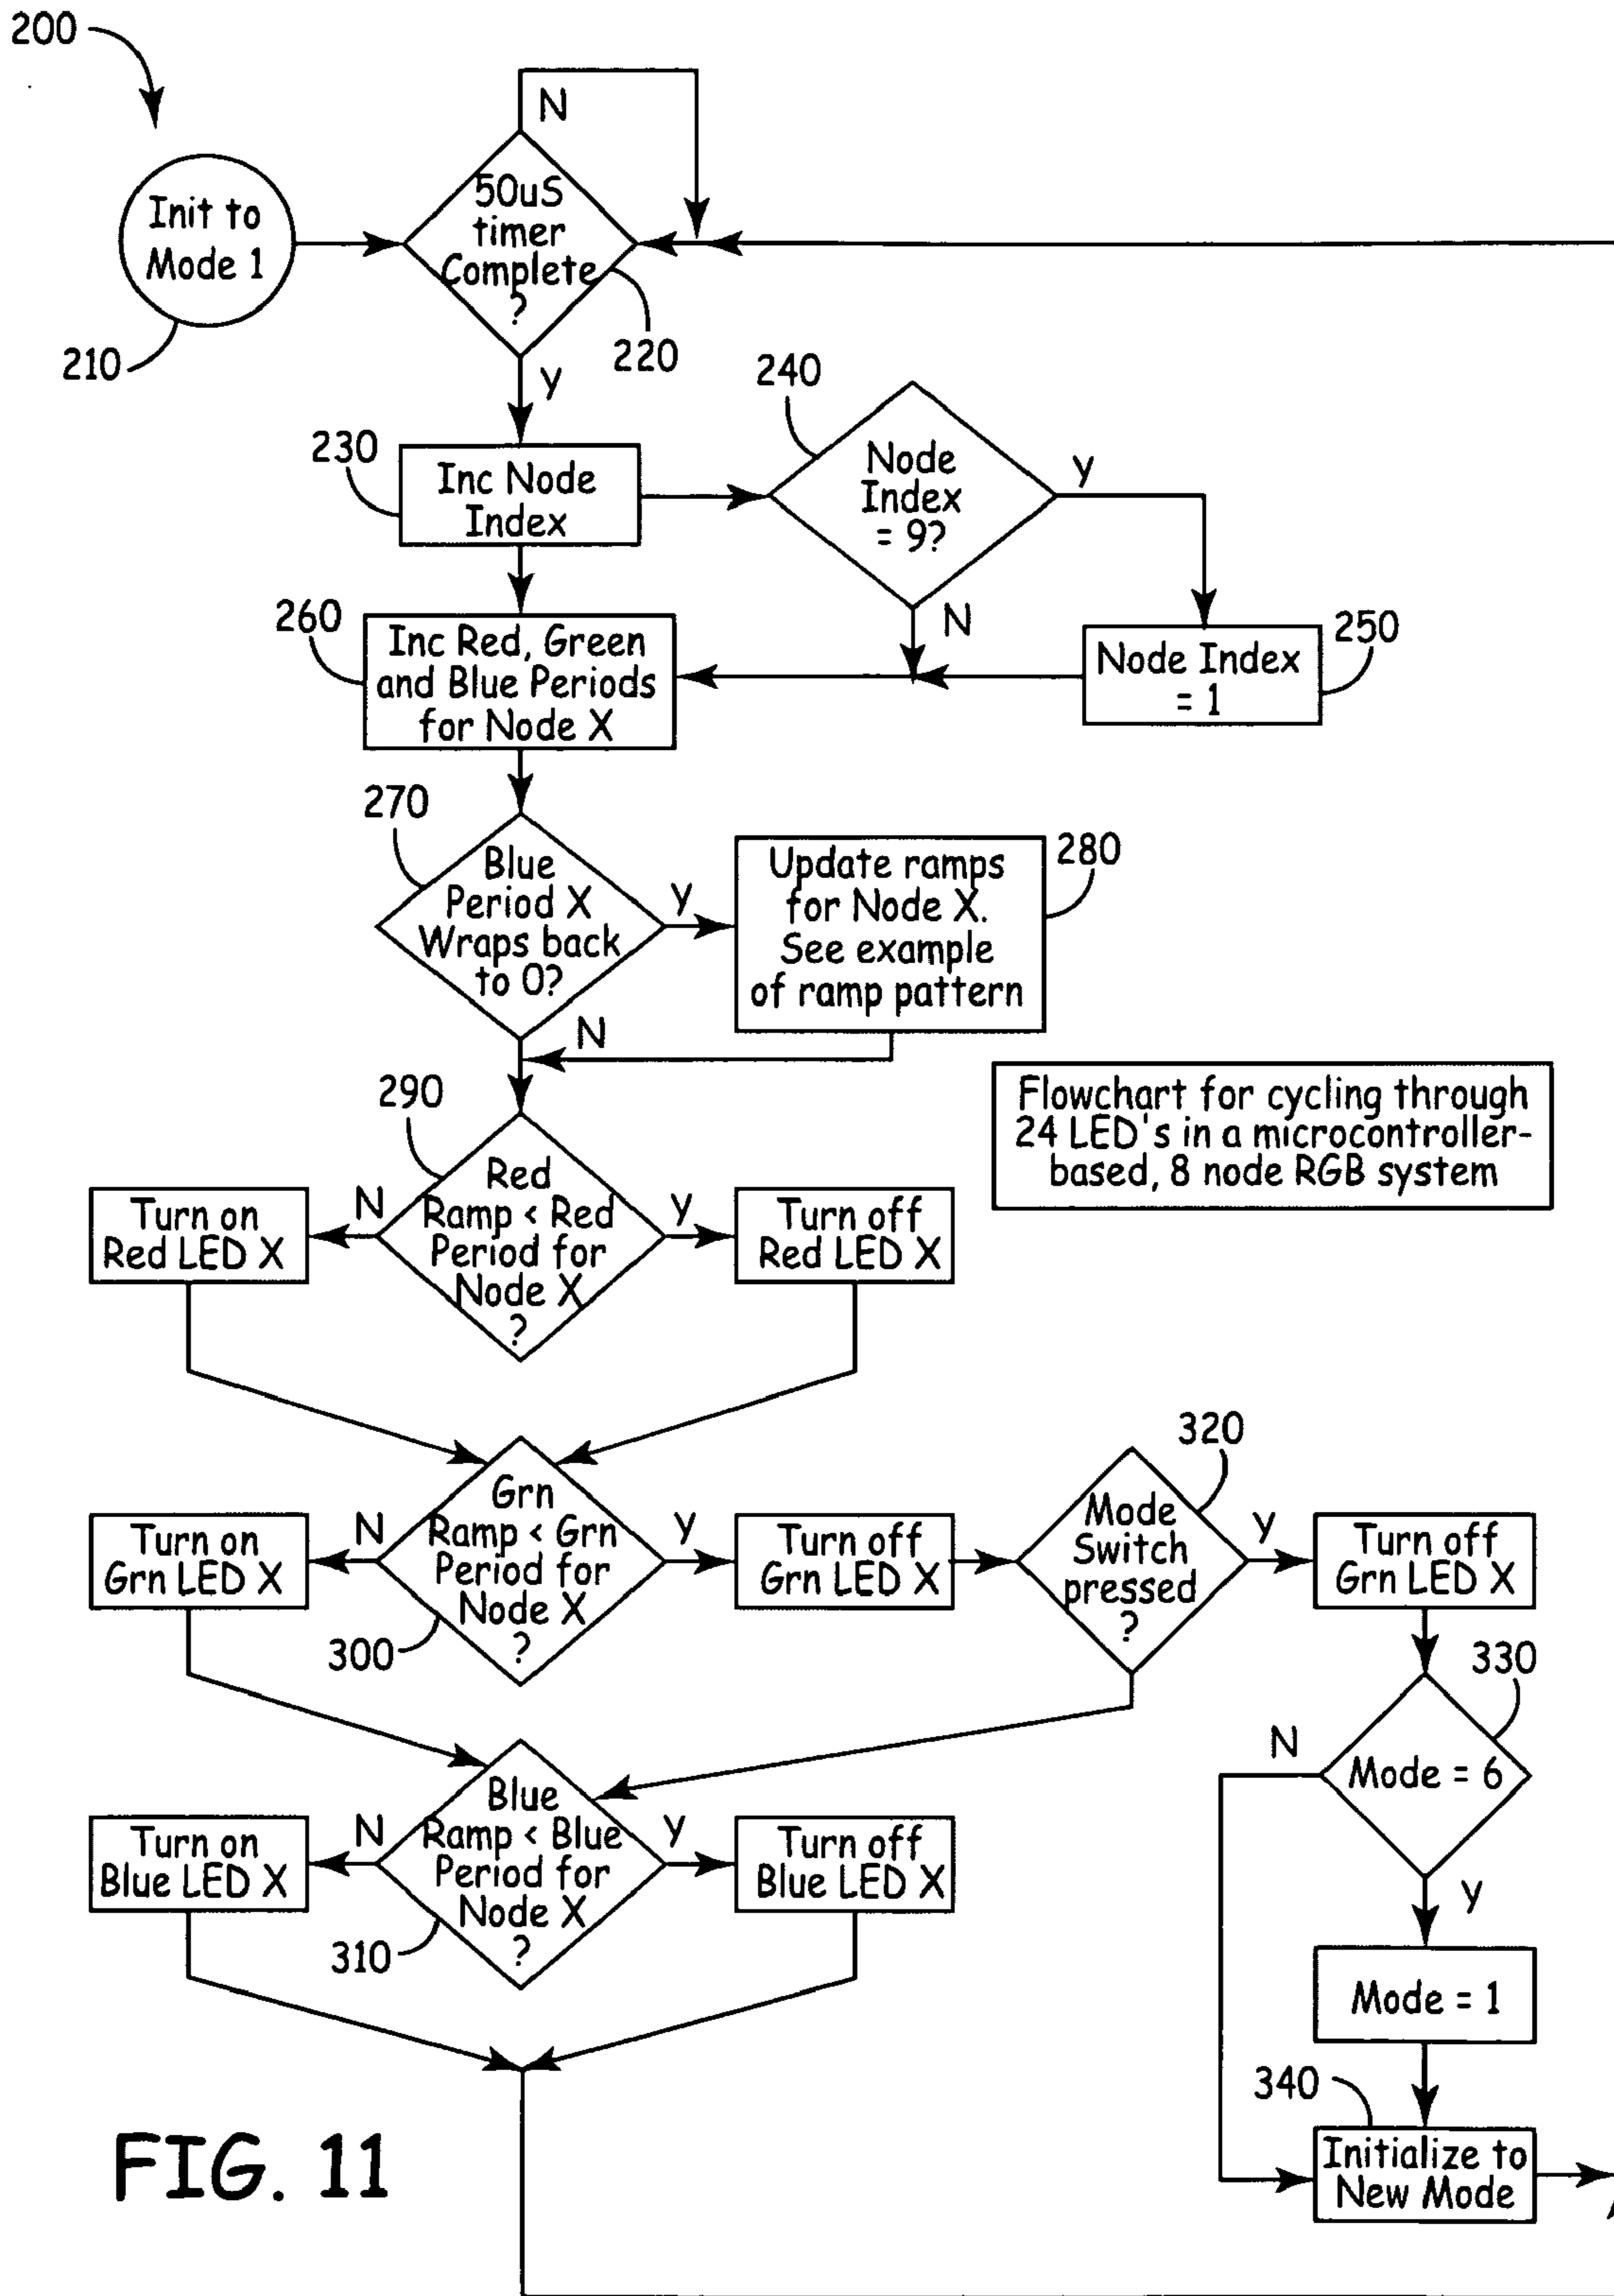 200
N
Init to
Mode 1
210
50uS
timer
Complete
?
220
y
230
Inc Node
Index
240
Node
Index
= 9?
y
N
Node Index
= 1
250
260
Inc Red, Green
and Blue Periods
for Node X
270
Blue
Period X
Wraps back
to 0?
y
Update ramps
for Node X.
See example
of ramp pattern
280
N
Flowchart for cycling through
24 LED's in a microcontroller-
based, 8 node RGB system
290
Red
Ramp < Red
Period for
Node X
?
N
Turn on
Red LED X
y
Turn off
Red LED X
300
Grn
Ramp < Grn
Period for
Node X
?
N
Turn on
Grn LED X
y
Turn off
Grn LED X
320
Mode
Switch
pressed
?
y
Turn off
Grn LED X
330
Mode = 6
N
y
Mode = 1
340
Initialize to
New Mode
310
Blue
Ramp < Blue
Period for
Node X
?
N
Turn on
Blue LED X
y
Turn off
Blue LED X
FIG. 11